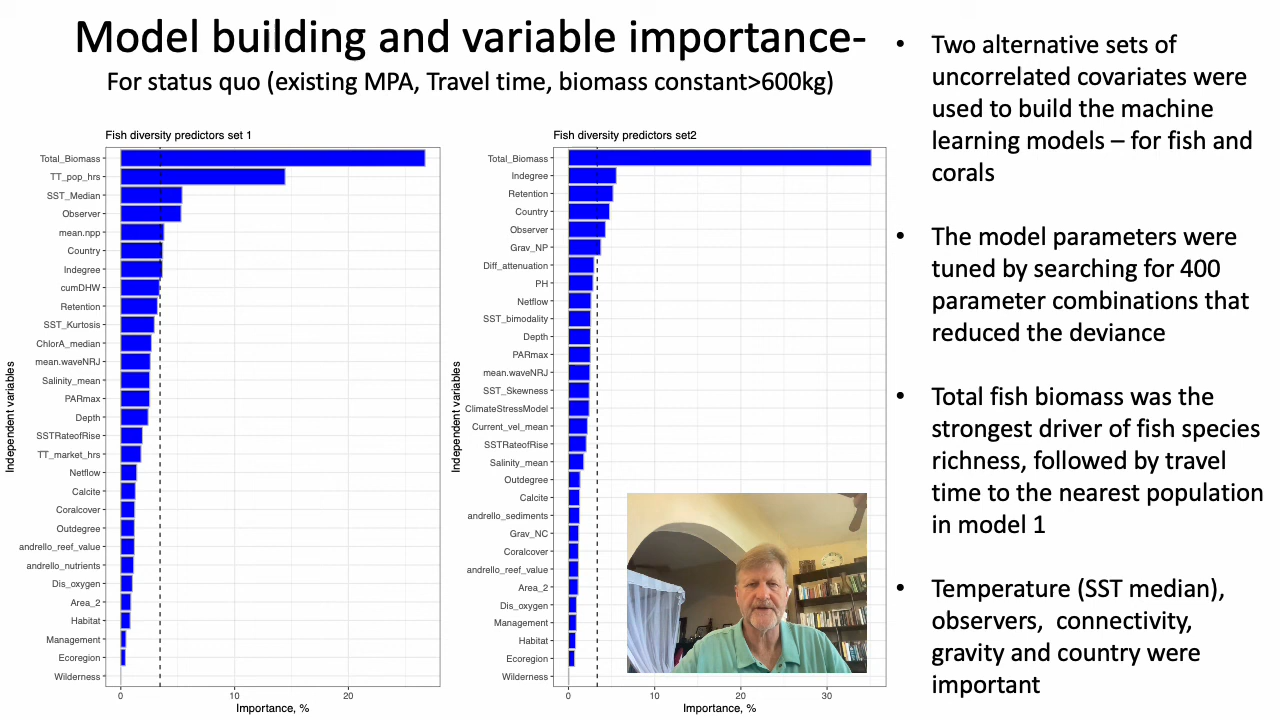 Model building and variable importance-
For status quo (existing MPA, Travel time, biomass constant>600kg)
Fish diversity predictors set 1
Independent variables
Total_Biomass
TT_pop_hrs
SST_Median
Observer
mean.npp
Country
Indegree
cumDHW
Retention
SST_Kurtosis
ChlorA_median
mean.waveNRJ
Salinity_mean
PARmax
Depth
SSTRateofRise
TT_market_hrs
Netflow
Calcite
Coralcover
Outdegree
andrello_reef_value
andrello_nutrients
Dis_oxygen
Area_2
Habitat
Management
Ecoregion
Wilderness
0 10 20
Importance, %
Fish diversity predictors set2
Independent variables
Total_Biomass
Indegree
Retention
Country
Observer
Grav_NP
Diff_attenuation
PH
Netflow
SST_bimodality
Depth
PARmax
mean.waveNRJ
SST_Skewness
ClimateStressModel
Current_vel_mean
SSTRateofRise
Salinity_mean
Outdegree
Calcite
andrello_sediments
Grav_NC
Coralcover
andrello_reef_value
Area_2
Dis_oxygen
Management
Habitat
Ecoregion
Wilderness
0 10 20 30
Importance, %
• Two alternative sets of
uncorrelated covariates were
used to build the machine
learning models – for fish and
corals
• The model parameters were
tuned by searching for 400
parameter combinations that
reduced the deviance
• Total fish biomass was the
strongest driver of fish species
richness, followed by travel
time to the nearest population
in model 1
• Temperature (SST median),
observers, connectivity,
gravity and country were
important